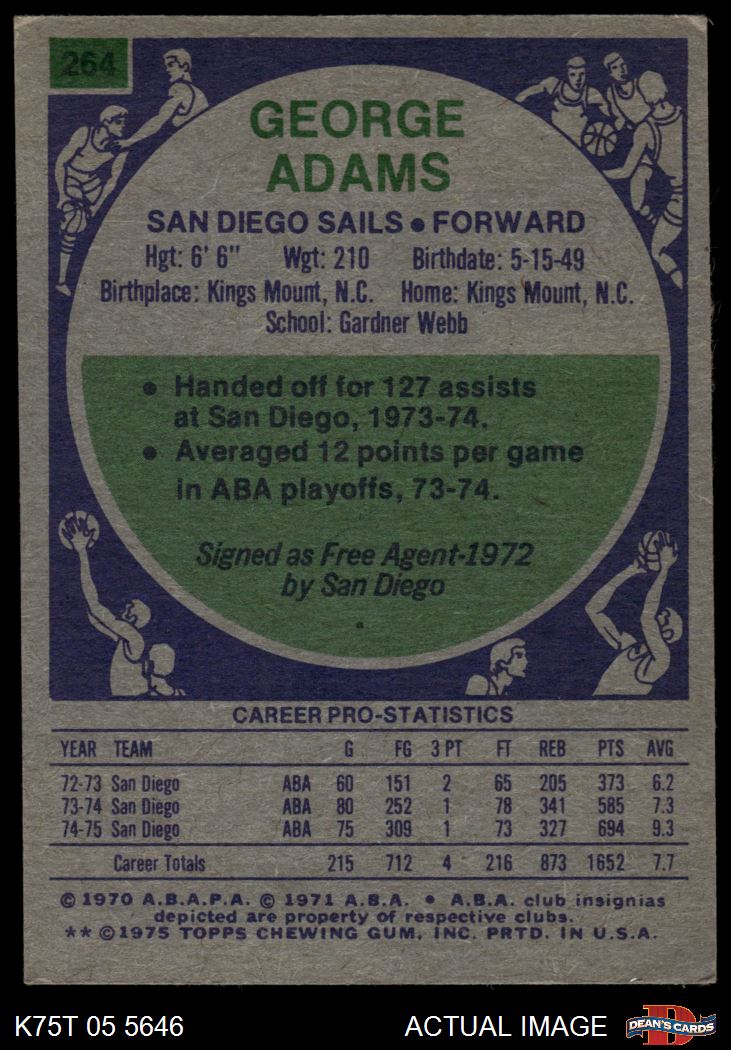 264
GEORGE
ADAMS
SAN DIEGO SAILS • FORWARD
Hgt: 6' 6" Wgt: 210 Birthdate: 5-15-49
Birthplace: Kings Mount, N.C. Home: Kings Mount, N.C.
School: Gardner Webb
• Handed off for 127 assists
at San Diego, 1973-74.
• Averaged 12 points per game
in ABA playoffs, 73-74.
Signed as Free Agent-1972
by San Diego
CAREER PRO-STATISTICS
YEAR TEAM G FG 3 PT FT REB PTS AVG
72-73 San Diego ABA 60 151 2 65 205 373 6.2
73-74 San Diego ABA 80 252 1 78 341 585 7.3
74-75 San Diego ABA 75 309 1 73 327 694 9.3
Career Totals 215 712 4 216 873 1652 7.7
© 1970 A.B.A.P.A. © 1971 A.B.A. • A.B.A. club insignias
depicted are property of respective clubs.
** © 1975 TOPPS CHEWING GUM, INC. PRTD. IN U.S.A.
K75T 05 5646 ACTUAL IMAGE D DEAN'S CARDS